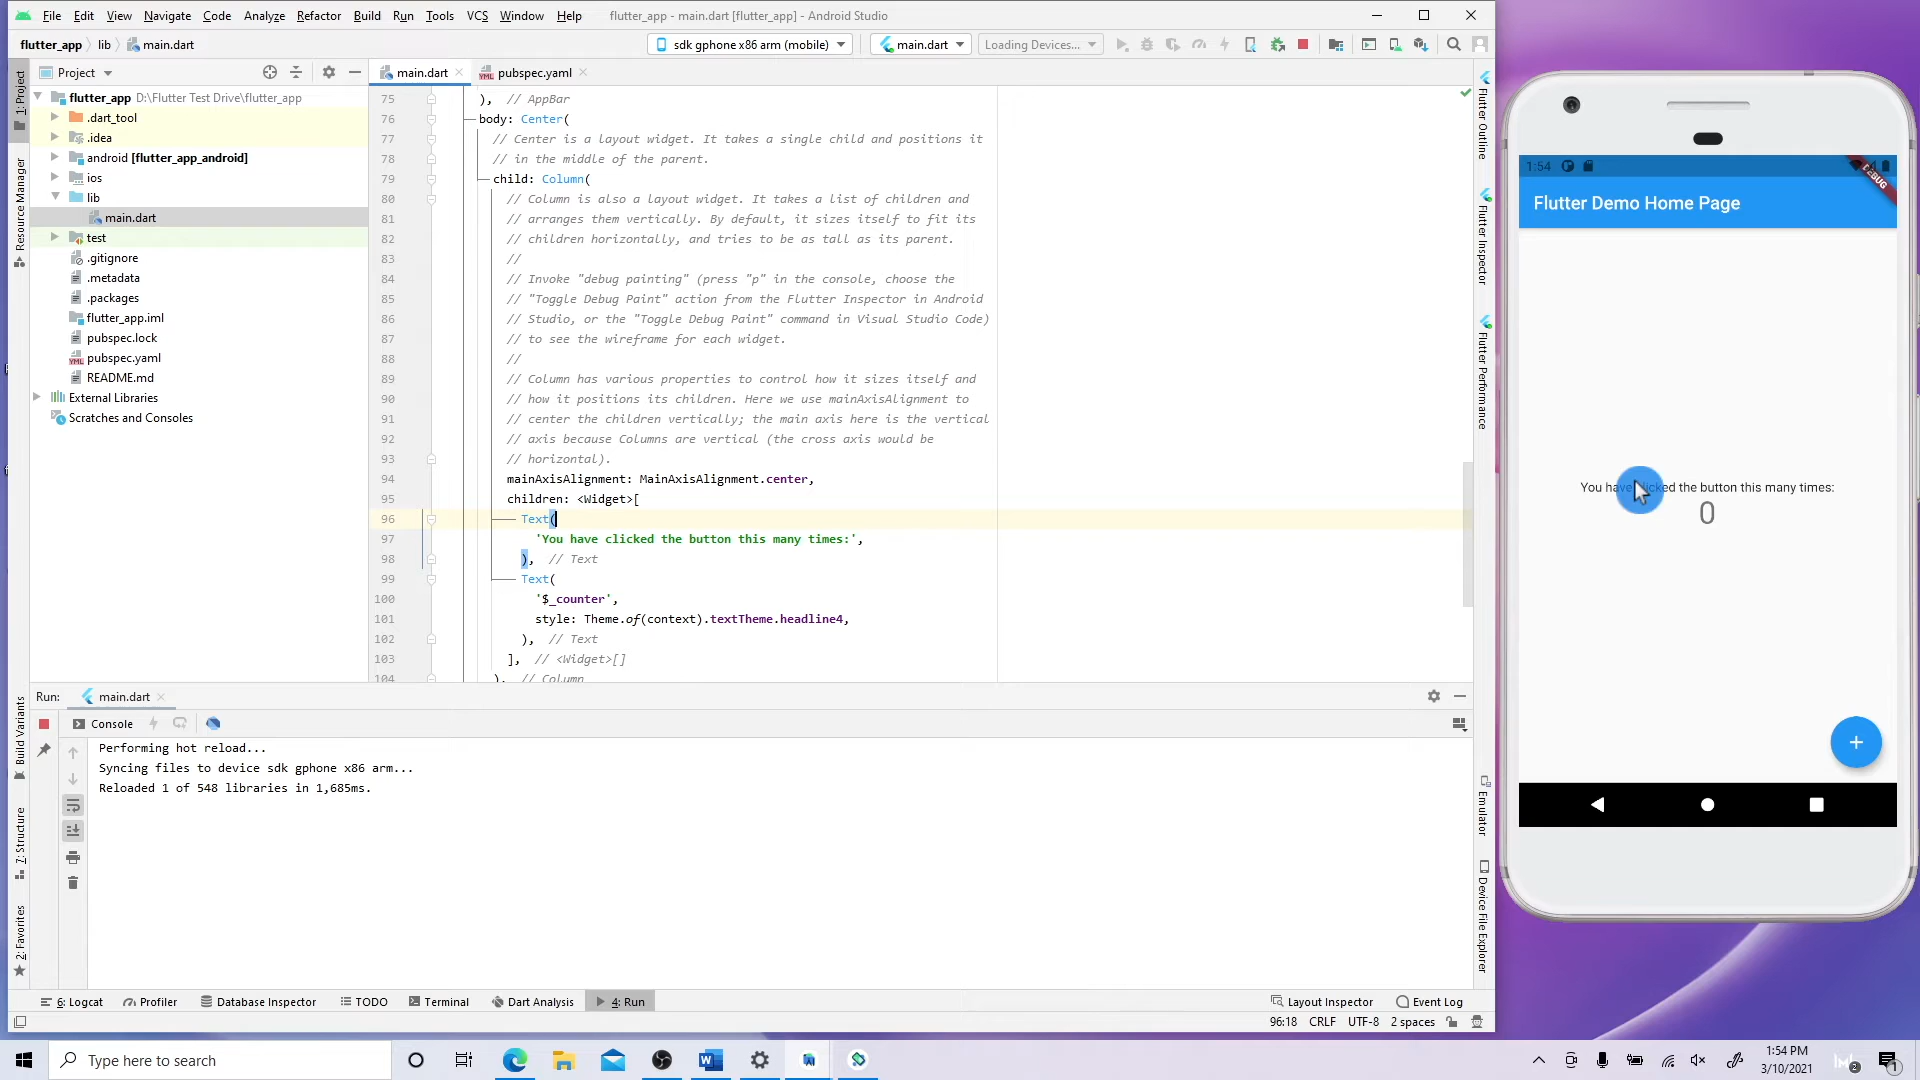 File Edit View Navigate Code Analyze Refactor Build Run Tools VCS Window Help flutter_app - main.dart [flutter_app] - Android Studio
flutter_app lib main.dart sdk gphone x86 arm (mobile) main.dart Loading Devices...
Project main.dart pubspec.yaml
flutter_app D:\Flutter Test Drive\flutter_app
.dart_tool
.idea
android [flutter_app_android]
ios
lib
main.dart
test
.gitignore
.metadata
.packages
flutter_app.iml
pubspec.lock
pubspec.yaml
README.md
External Libraries
Scratches and Consoles
1: Project
Resource Manager
Build Variants
7: Structure
2: Favorites
75 ), // AppBar
76 body: Center(
77 // Center is a layout widget. It takes a single child and positions it
78 // in the middle of the parent.
79 child: Column(
80 // Column is also a layout widget. It takes a list of children and
81 // arranges them vertically. By default, it sizes itself to fit its
82 // children horizontally, and tries to be as tall as its parent.
83 //
84 // Invoke "debug painting" (press "p" in the console, choose the
85 // "Toggle Debug Paint" action from the Flutter Inspector in Android
86 // Studio, or the "Toggle Debug Paint" command in Visual Studio Code)
87 // to see the wireframe for each widget.
88 //
89 // Column has various properties to control how it sizes itself and
90 // how it positions its children. Here we use mainAxisAlignment to
91 // center the children vertically; the main axis here is the vertical
92 // axis because Columns are vertical (the cross axis would be
93 // horizontal).
94 mainAxisAlignment: MainAxisAlignment.center,
95 children: <Widget>[
96 Text(
97 'You have clicked the button this many times:',
98 ), // Text
99 Text(
100 '$_counter',
101 style: Theme.of(context).textTheme.headline4,
102 ), // Text
103 ], // <Widget>[]
104 ), // Column
Flutter Outline
Flutter Inspector
Flutter Performance
Emulator
Device File Explorer
Run: main.dart
Console
Performing hot reload...
Syncing files to device sdk gphone x86 arm...
Reloaded 1 of 548 libraries in 1,685ms.
6: Logcat Profiler Database Inspector TODO Terminal Dart Analysis 4: Run Layout Inspector Event Log
96:18 CRLF UTF-8 2 spaces
1:54
DEBUG
Flutter Demo Home Page
You have clicked the button this many times:
0
+
Type here to search
1:54 PM
3/10/2021
2
1